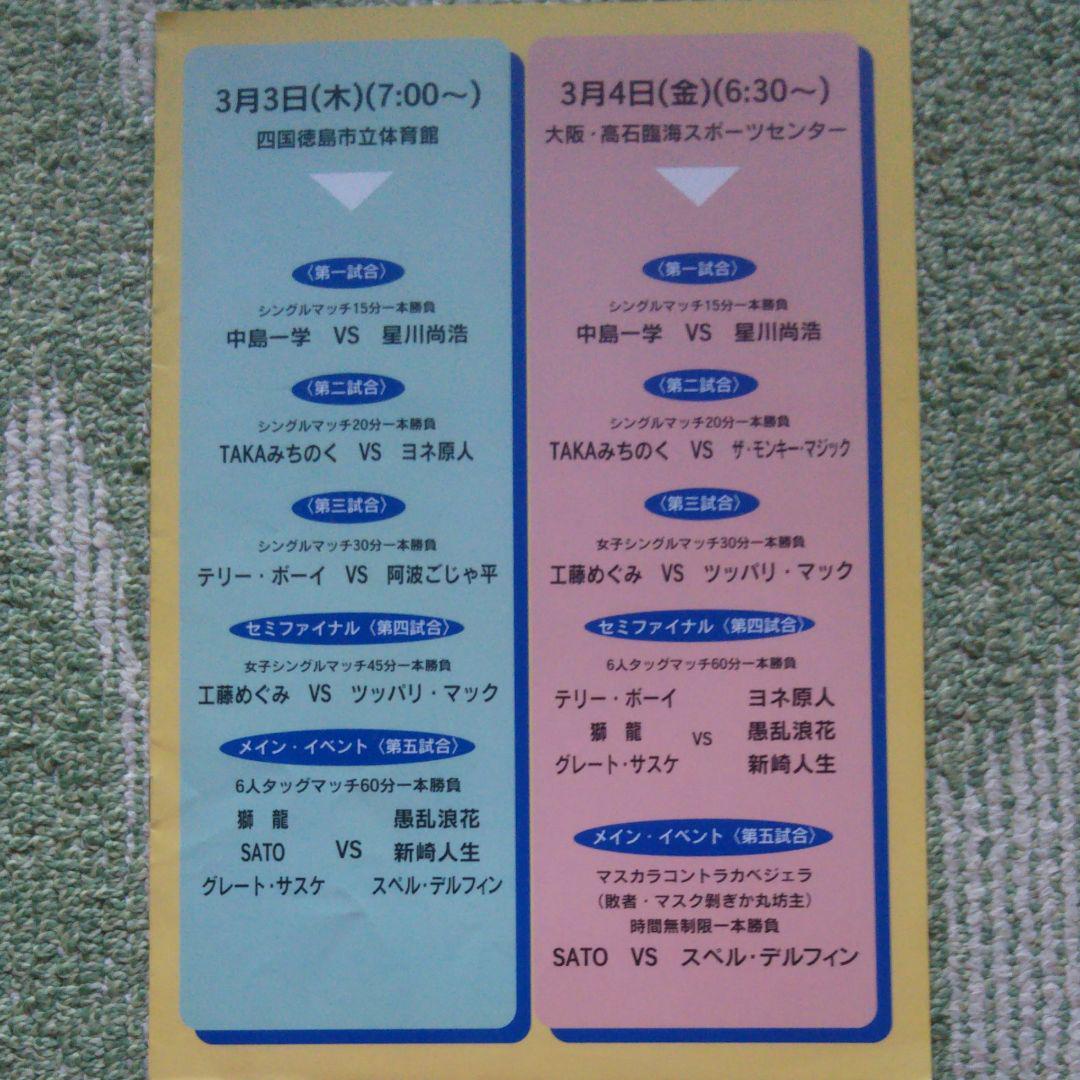 3月3日(木)(7:00～)
四国徳島市立体育館
〈第一試合〉
シングルマッチ15分一本勝負
中島一学 VS 星川尚浩
〈第二試合〉
シングルマッチ20分一本勝負
TAKAみちのく VS ヨネ原人
〈第三試合〉
シングルマッチ30分一本勝負
テリー・ボーイ VS 阿波ごじゃ平
セミファイナル〈第四試合〉
女子シングルマッチ45分一本勝負
工藤めぐみ VS ツッパリ・マック
メイン・イベント〈第五試合〉
6人タッグマッチ60分一本勝負
獅龍 愚乱浪花
SATO VS 新崎人生
グレート・サスケ スペル・デルフィン
3月4日(金)(6:30～)
大阪・高石臨海スポーツセンター
〈第一試合〉
シングルマッチ15分一本勝負
中島一学 VS 星川尚浩
〈第二試合〉
シングルマッチ20分一本勝負
TAKAみちのく VS ザ・モンキー・マジック
〈第三試合〉
女子シングルマッチ30分一本勝負
工藤めぐみ VS ツッパリ・マック
セミファイナル〈第四試合〉
6人タッグマッチ60分一本勝負
テリー・ボーイ ヨネ原人
獅龍 VS 愚乱浪花
グレート・サスケ 新崎人生
メイン・イベント〈第五試合〉
マスカラコントラカベジェラ
(敗者・マスク剝ぎか丸坊主)
時間無制限一本勝負
SATO VS スペル・デルフィン